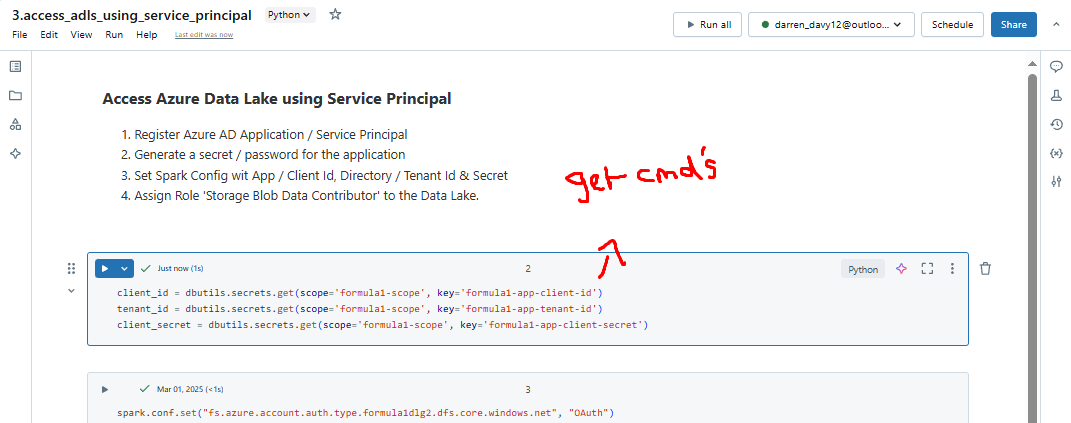 3.access_adls_using_service_principal Python
File Edit View Run Help Last edit was now
Run all darren_davy12@outloo... Schedule Share
Access Azure Data Lake using Service Principal
1. Register Azure AD Application / Service Principal
2. Generate a secret / password for the application
3. Set Spark Config wit App / Client Id, Directory / Tenant Id & Secret
4. Assign Role 'Storage Blob Data Contributor' to the Data Lake.
get cmd's
Just now (1s) 2 Python
client_id = dbutils.secrets.get(scope='formula1-scope', key='formula1-app-client-id')
tenant_id = dbutils.secrets.get(scope='formula1-scope', key='formula1-app-tenant-id')
client_secret = dbutils.secrets.get(scope='formula1-scope', key='formula1-app-client-secret')
Mar 01, 2025 (<1s) 3
spark.conf.set("fs.azure.account.auth.type.formula1dlg2.dfs.core.windows.net", "OAuth")